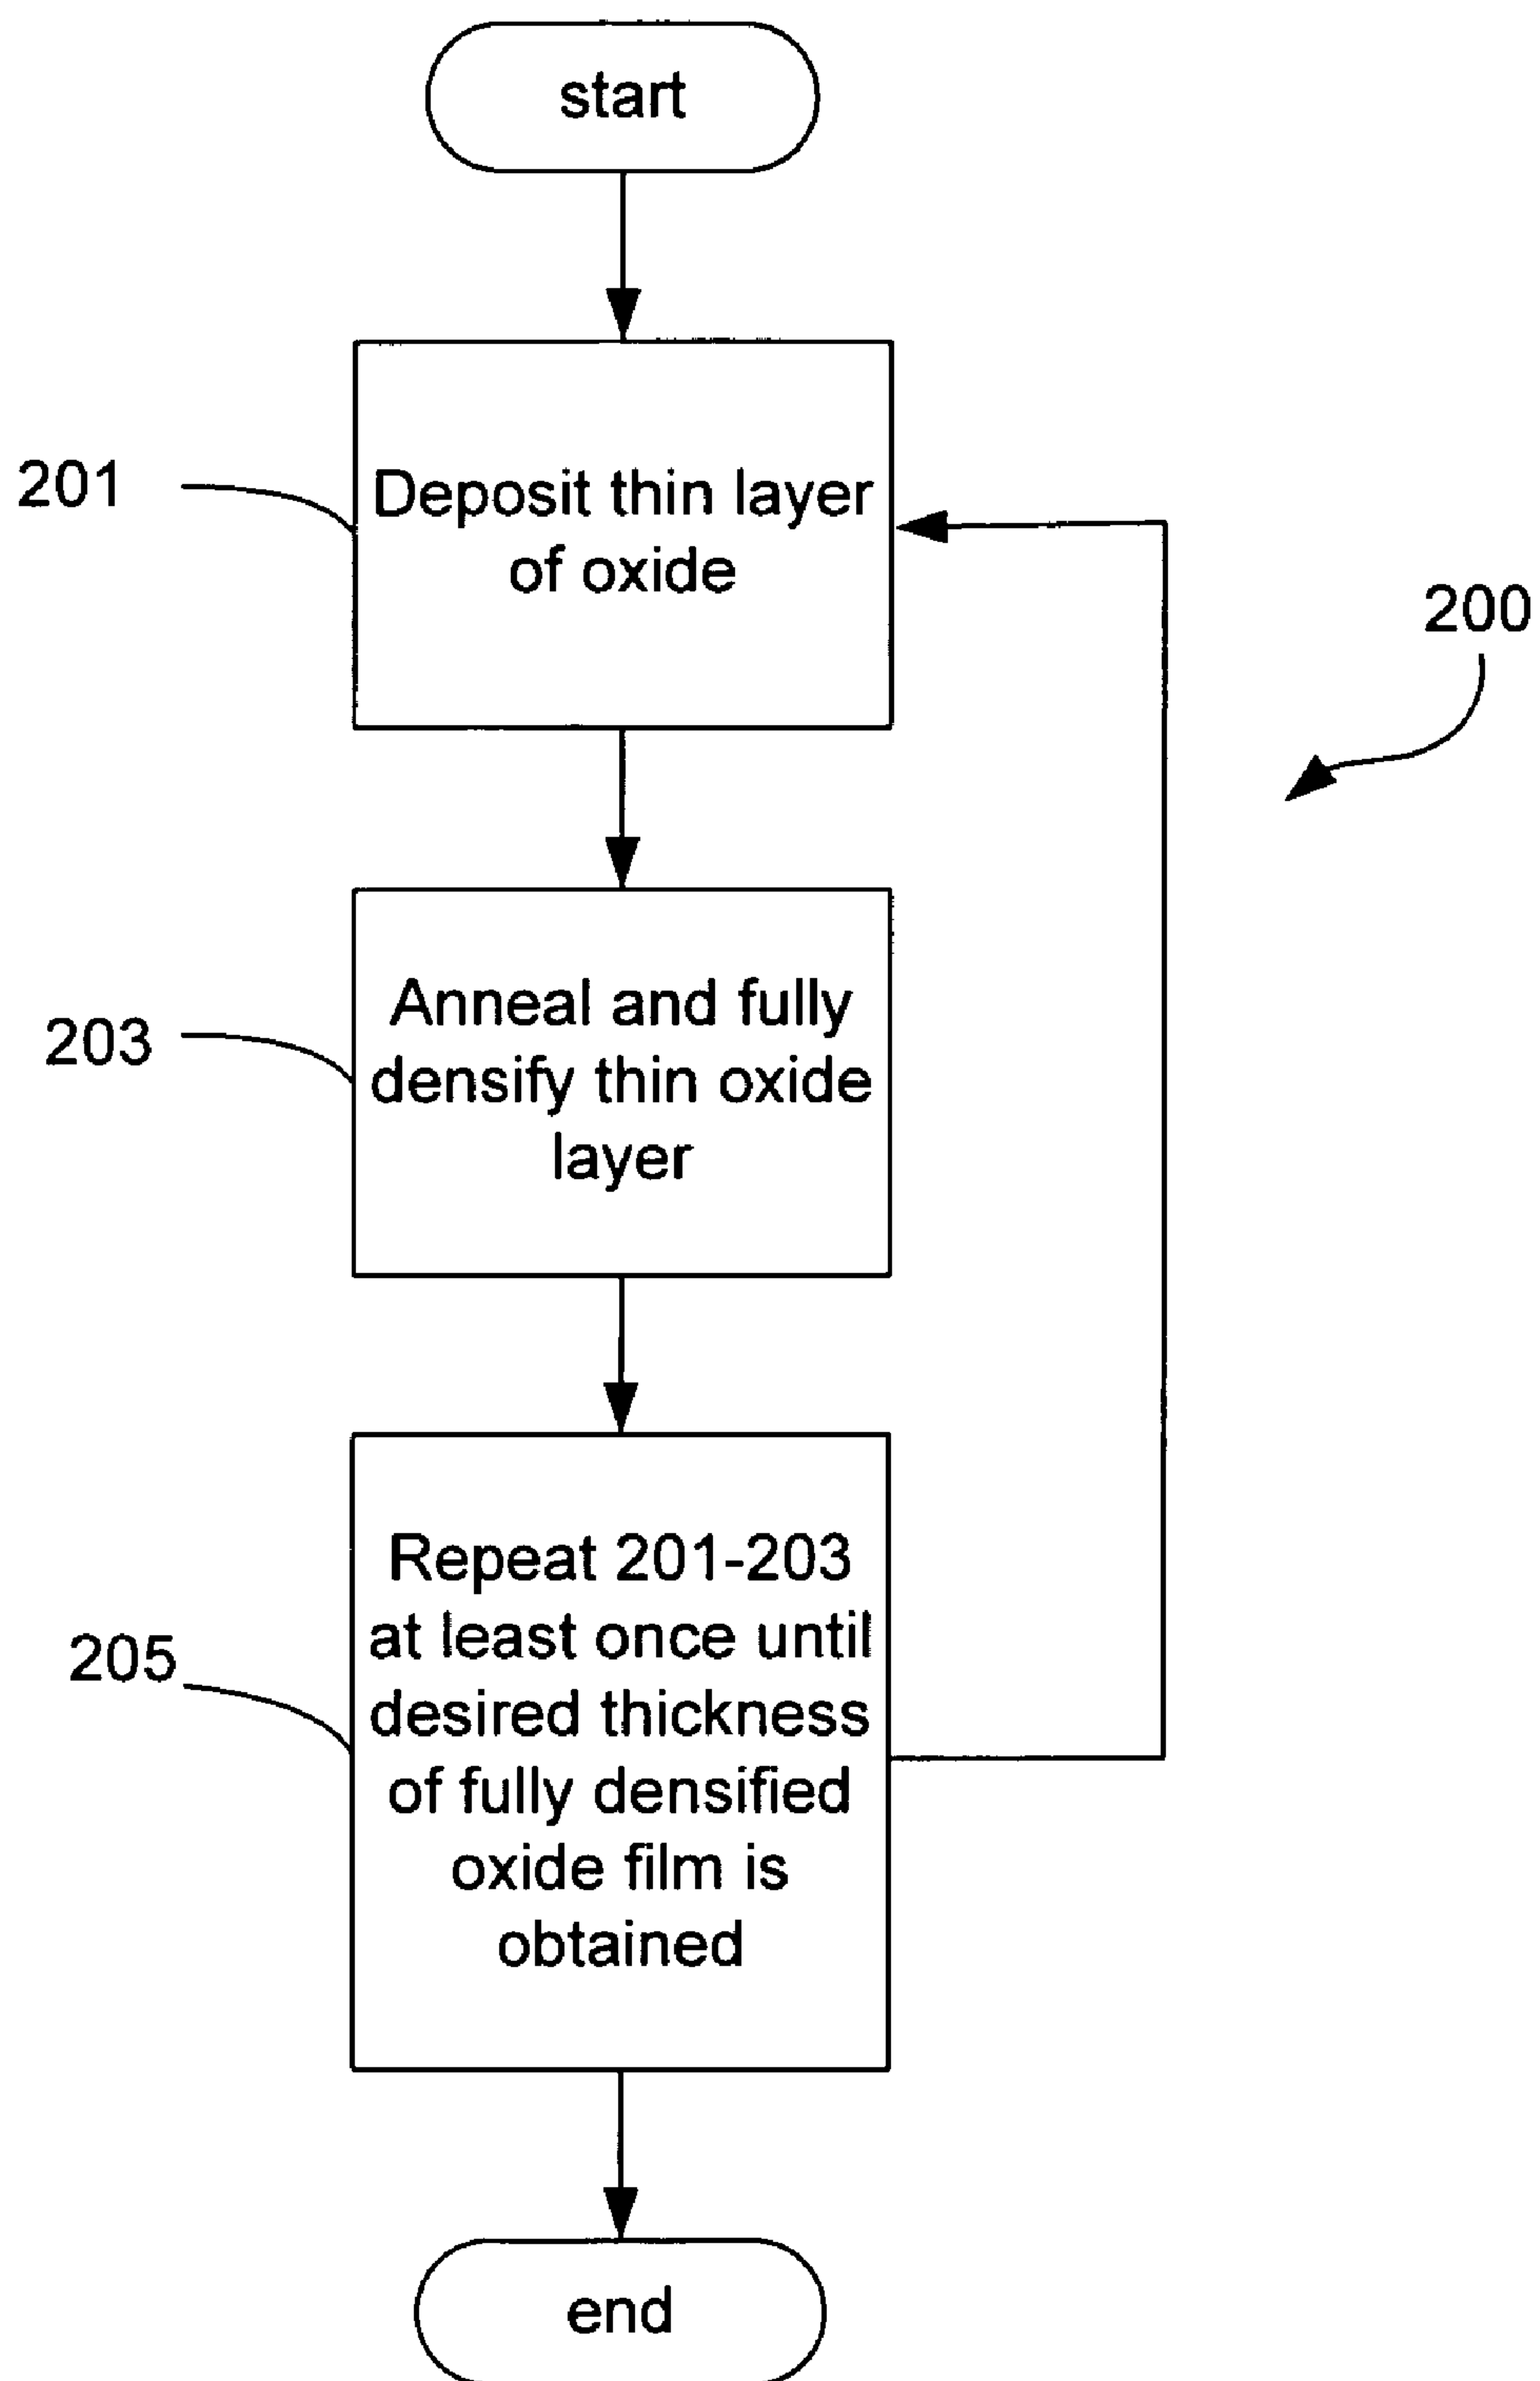 start
201
Deposit thin layer
of oxide
200
203
Anneal and fully
densify thin oxide
layer
205
Repeat 201-203
at least once until
desired thickness
of fully densified
oxide film is
obtained
end